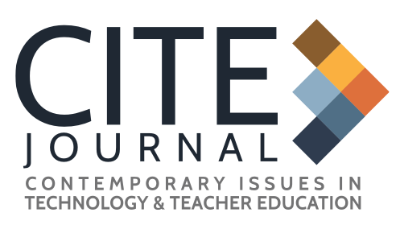 CITE
JOURNAL
CONTEMPORARY ISSUES IN
TECHNOLOGY & TEACHER EDUCATION